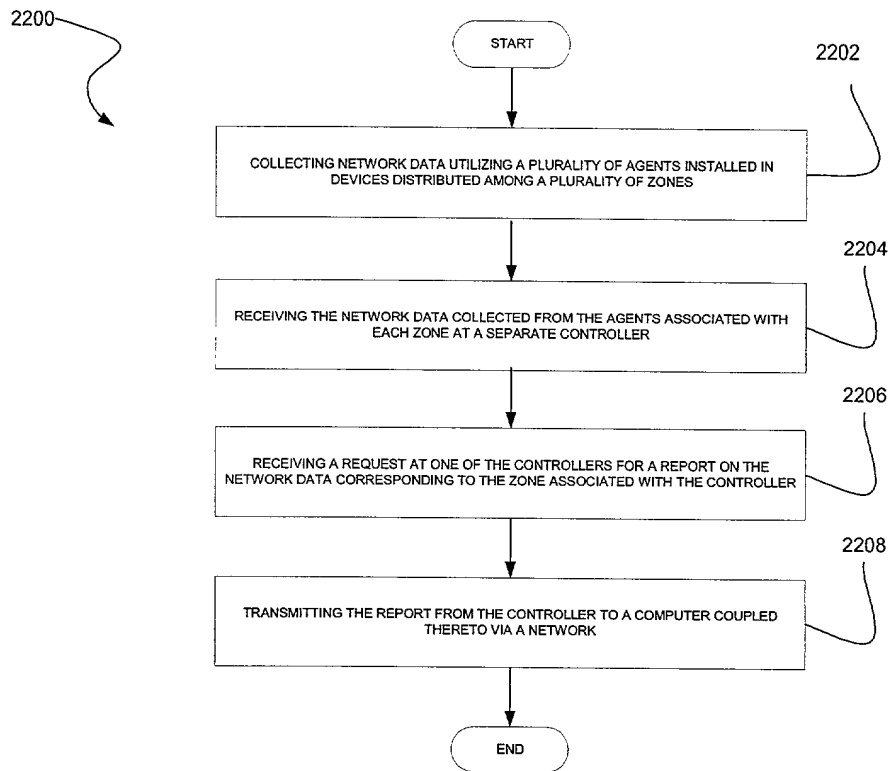 2200
START
2202
COLLECTING NETWORK DATA UTILIZING A PLURALITY OF AGENTS INSTALLED IN
DEVICES DISTRIBUTED AMONG A PLURALITY OF ZONES
2204
RECEIVING THE NETWORK DATA COLLECTED FROM THE AGENTS ASSOCIATED WITH
EACH ZONE AT A SEPARATE CONTROLLER
2206
RECEIVING A REQUEST AT ONE OF THE CONTROLLERS FOR A REPORT ON THE
NETWORK DATA CORRESPONDING TO THE ZONE ASSOCIATED WITH THE CONTROLLER
2208
TRANSMITTING THE REPORT FROM THE CONTROLLER TO A COMPUTER COUPLED
THERETO VIA A NETWORK
END